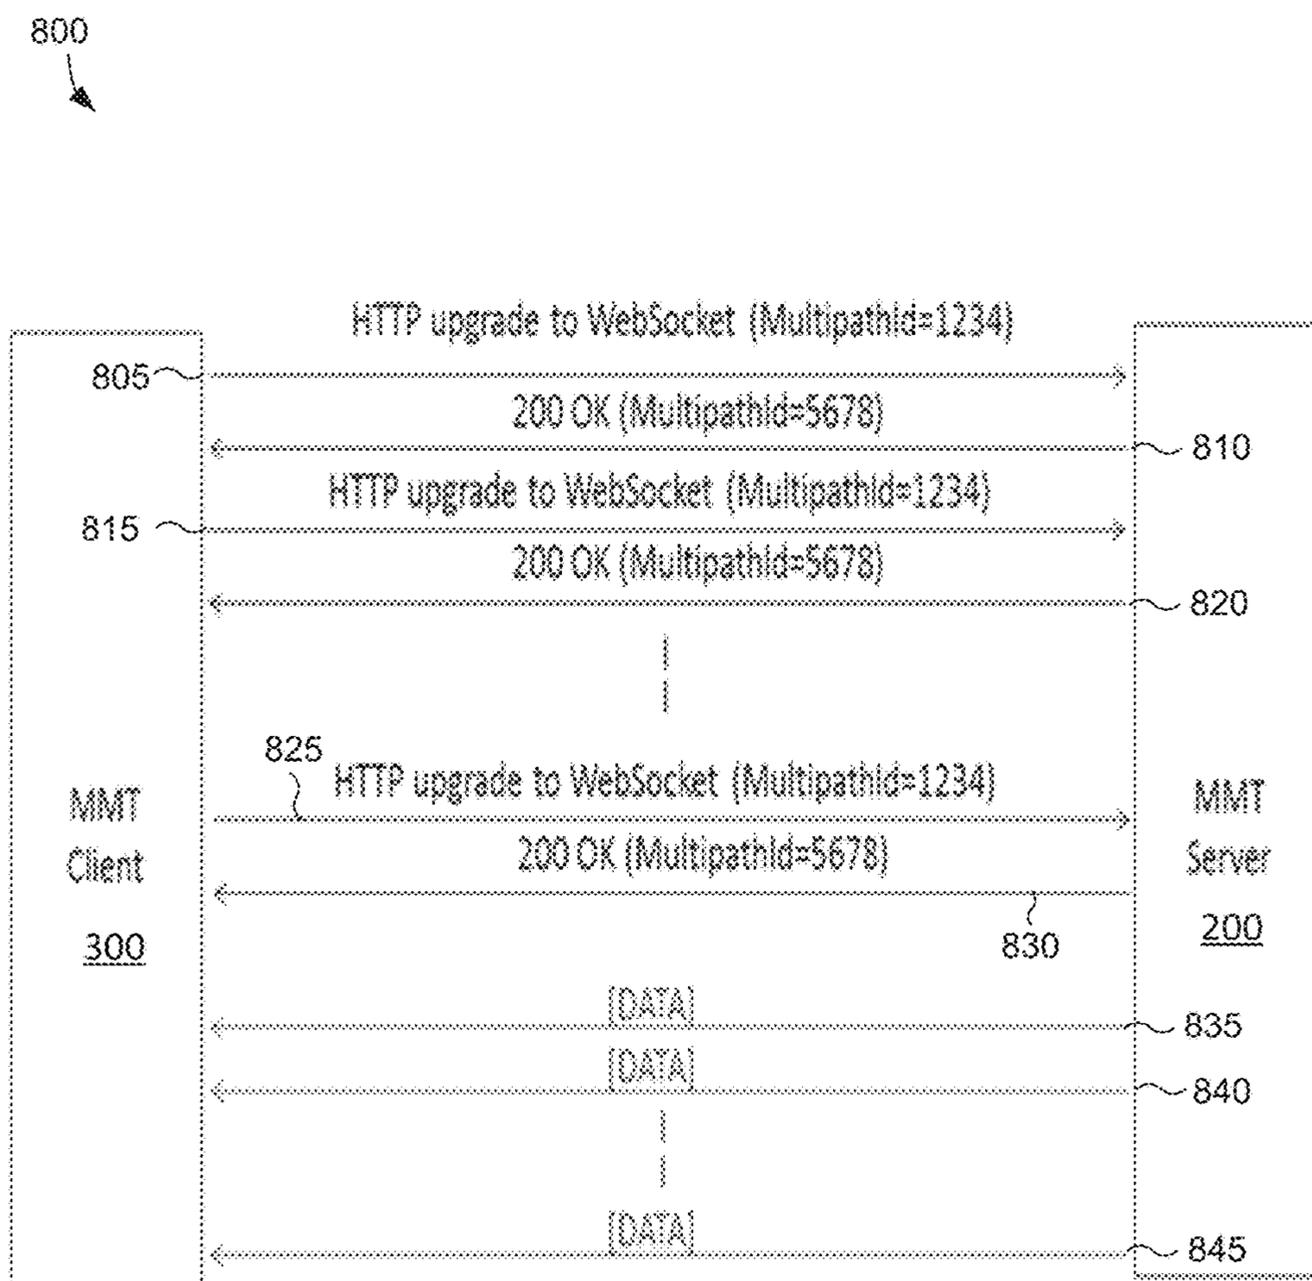 800
HTTP upgrade to WebSocket (MultipathId=1234)
805
200 OK (MultipathId=5678)
810
HTTP upgrade to WebSocket (MultipathId=1234)
815
200 OK (MultipathId=5678)
820
825
HTTP upgrade to WebSocket (MultipathId=1234)
MMT
Client
300
MMT
Server
200
200 OK (MultipathId=5678)
830
[DATA]
835
[DATA]
840
[DATA]
845